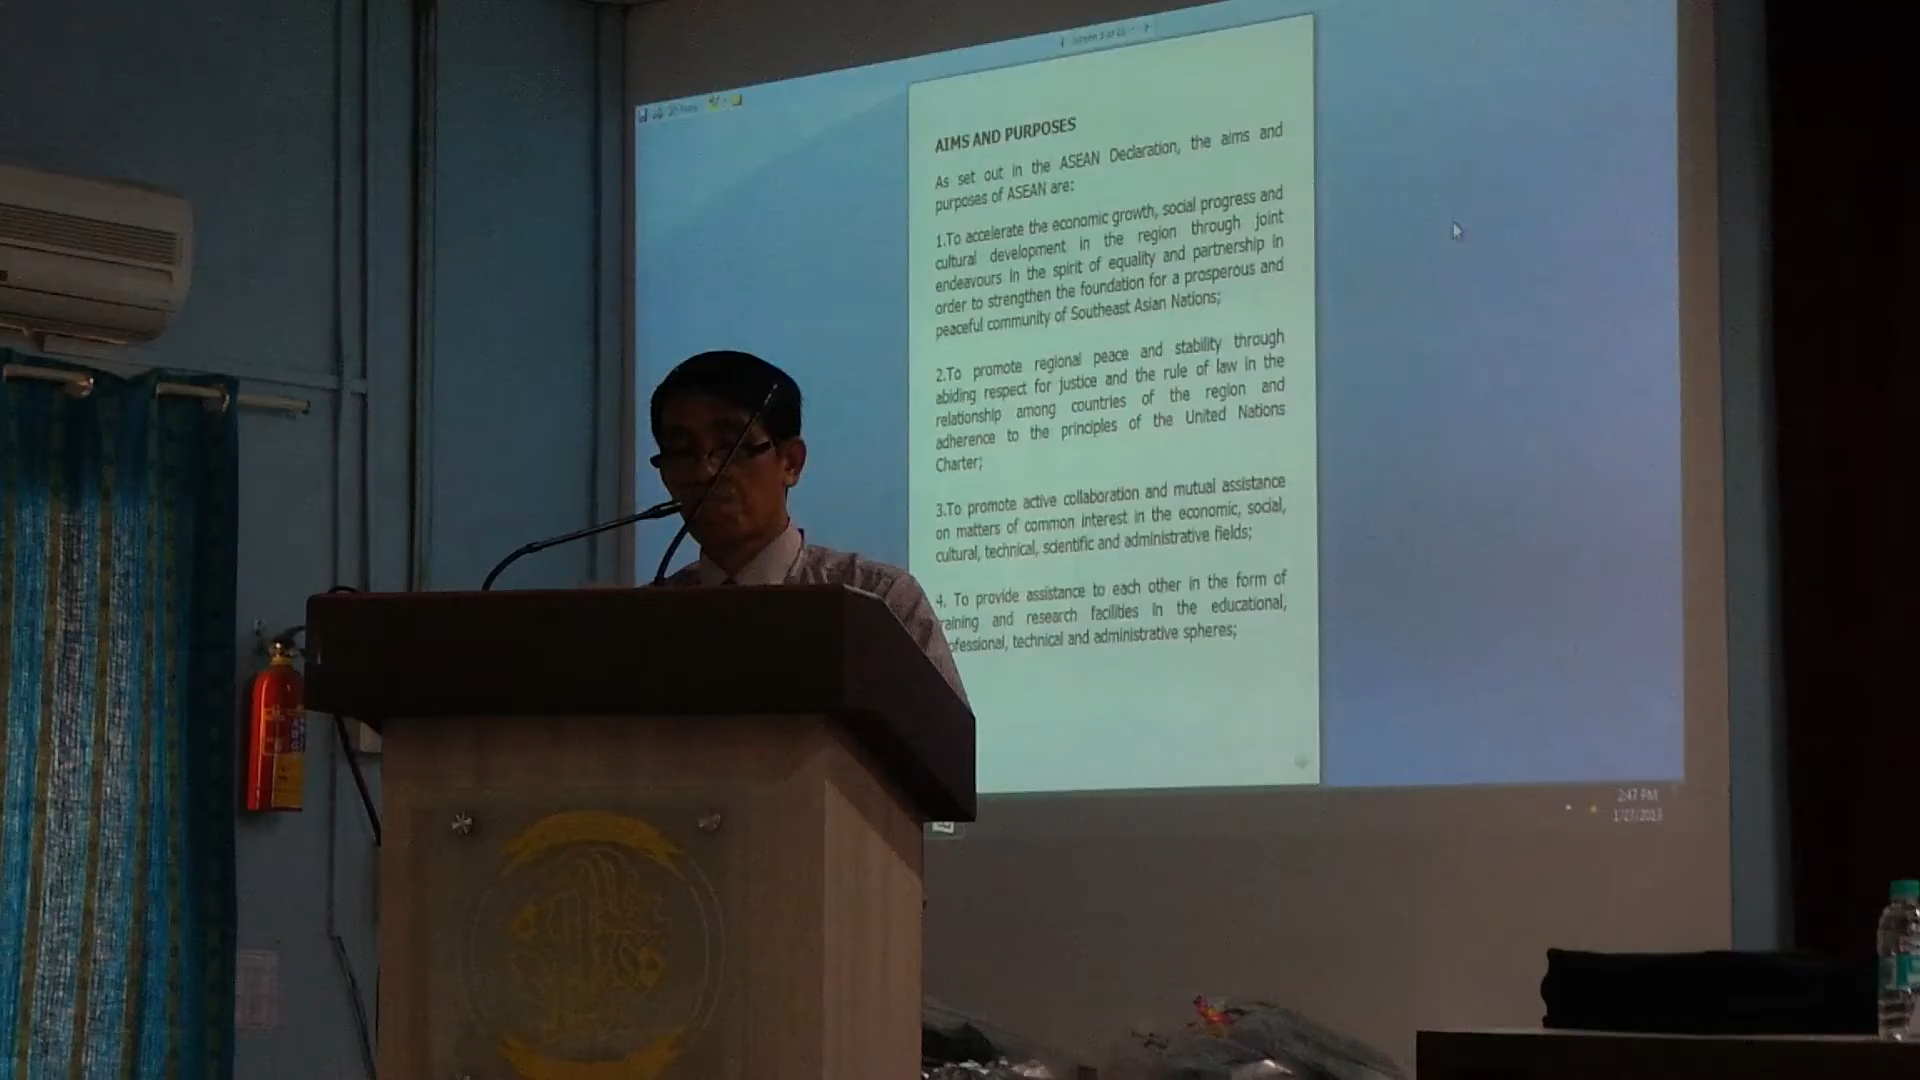 AIMS AND PURPOSES
As set out in the ASEAN Declaration, the aims and
purposes of ASEAN are:
1.To accelerate the economic growth, social progress and
cultural development in the region through joint
endeavours in the spirit of equality and partnership in
order to strengthen the foundation for a prosperous and
peaceful community of Southeast Asian Nations;
2.To promote regional peace and stability through
abiding respect for justice and the rule of law in the
relationship among countries of the region and
adherence to the principles of the United Nations
Charter;
3.To promote active collaboration and mutual assistance
on matters of common interest in the economic, social,
cultural, technical, scientific and administrative fields;
4. To provide assistance to each other in the form of
raining and research facilities in the educational,
ofessional, technical and administrative spheres;
2:47 PM
1/27/2013